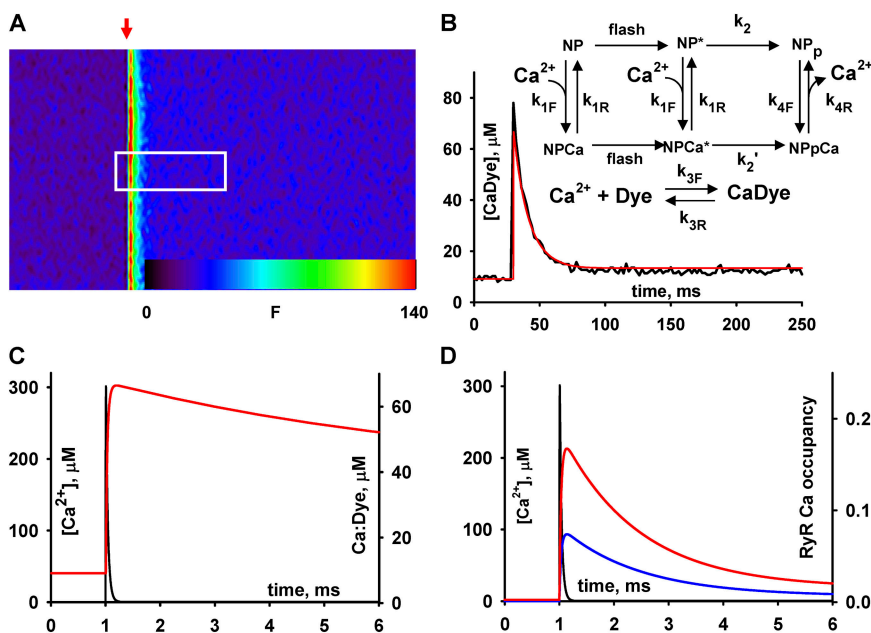 A
0
F
140
B
NP
flash
NP*
k2
NPp
Ca2+
Ca2+
Ca2+
k1F
k1R
k1F
k1R
k4F
k4R
NPCa
flash
NPCa*
k2'
NPpCa
k3F
Ca2+ + Dye
CaDye
k3R
[CaDye], μM
80
60
40
20
0
time, ms
0
50
100
150
200
250
C
[Ca2+], μM
300
200
100
0
Ca:Dye, μM
60
40
20
0
time, ms
0
1
2
3
4
5
6
D
[Ca2+], μM
300
200
100
0
RyR Ca occupancy
0.2
0.1
0.0
time, ms
0
1
2
3
4
5
6